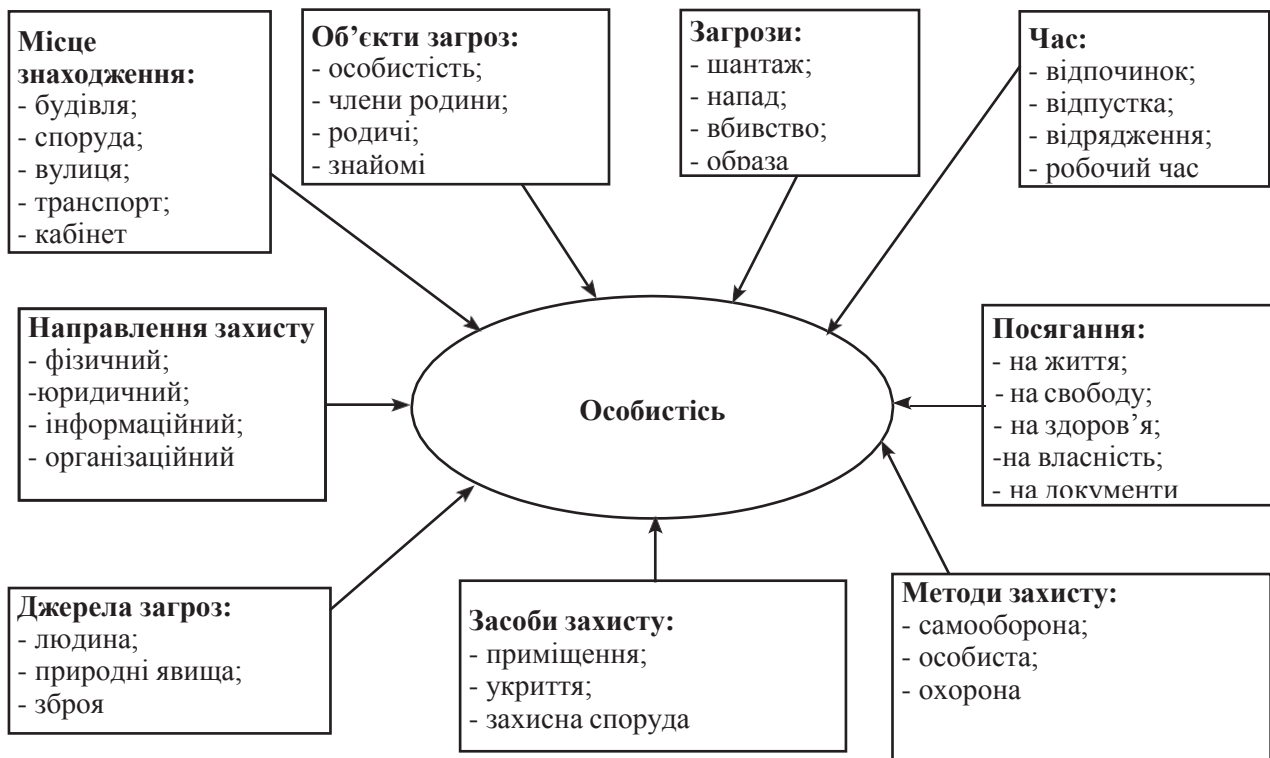 Місце
знаходження:
- будівля;
- споруда;
- вулиця;
- транспорт;
- кабінет
Об’єкти загроз:
- особистість;
- члени родини;
- родичі;
- знайомі
Загрози:
- шантаж;
- напад;
- вбивство;
- образа
Час:
- відпочинок;
- відпустка;
- відрядження;
- робочий час
Направлення захисту
- фізичний;
-юридичний;
- інформаційний;
- організаційний
Особистісь
Посягання:
- на життя;
- на свободу;
- на здоров’я;
-на власність;
- на документи
Джерела загроз:
- людина;
- природні явища;
- зброя
Засоби захисту:
- приміщення;
- укриття;
- захисна споруда
Методи захисту:
- самооборона;
- особиста;
- охорона